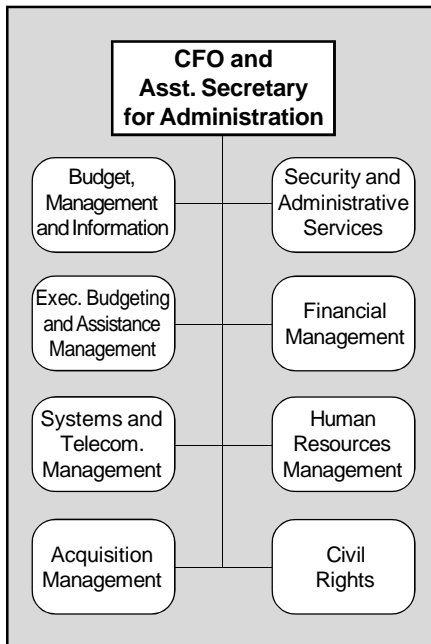 CFO and
Asst. Secretary
for Administration
Budget,
Management
and Information
Security and
Administrative
Services
Exec. Budgeting
and Assistance
Management
Financial
Management
Systems and
Telecom.
Management
Human
Resources
Management
Acquisition
Management
Civil
Rights